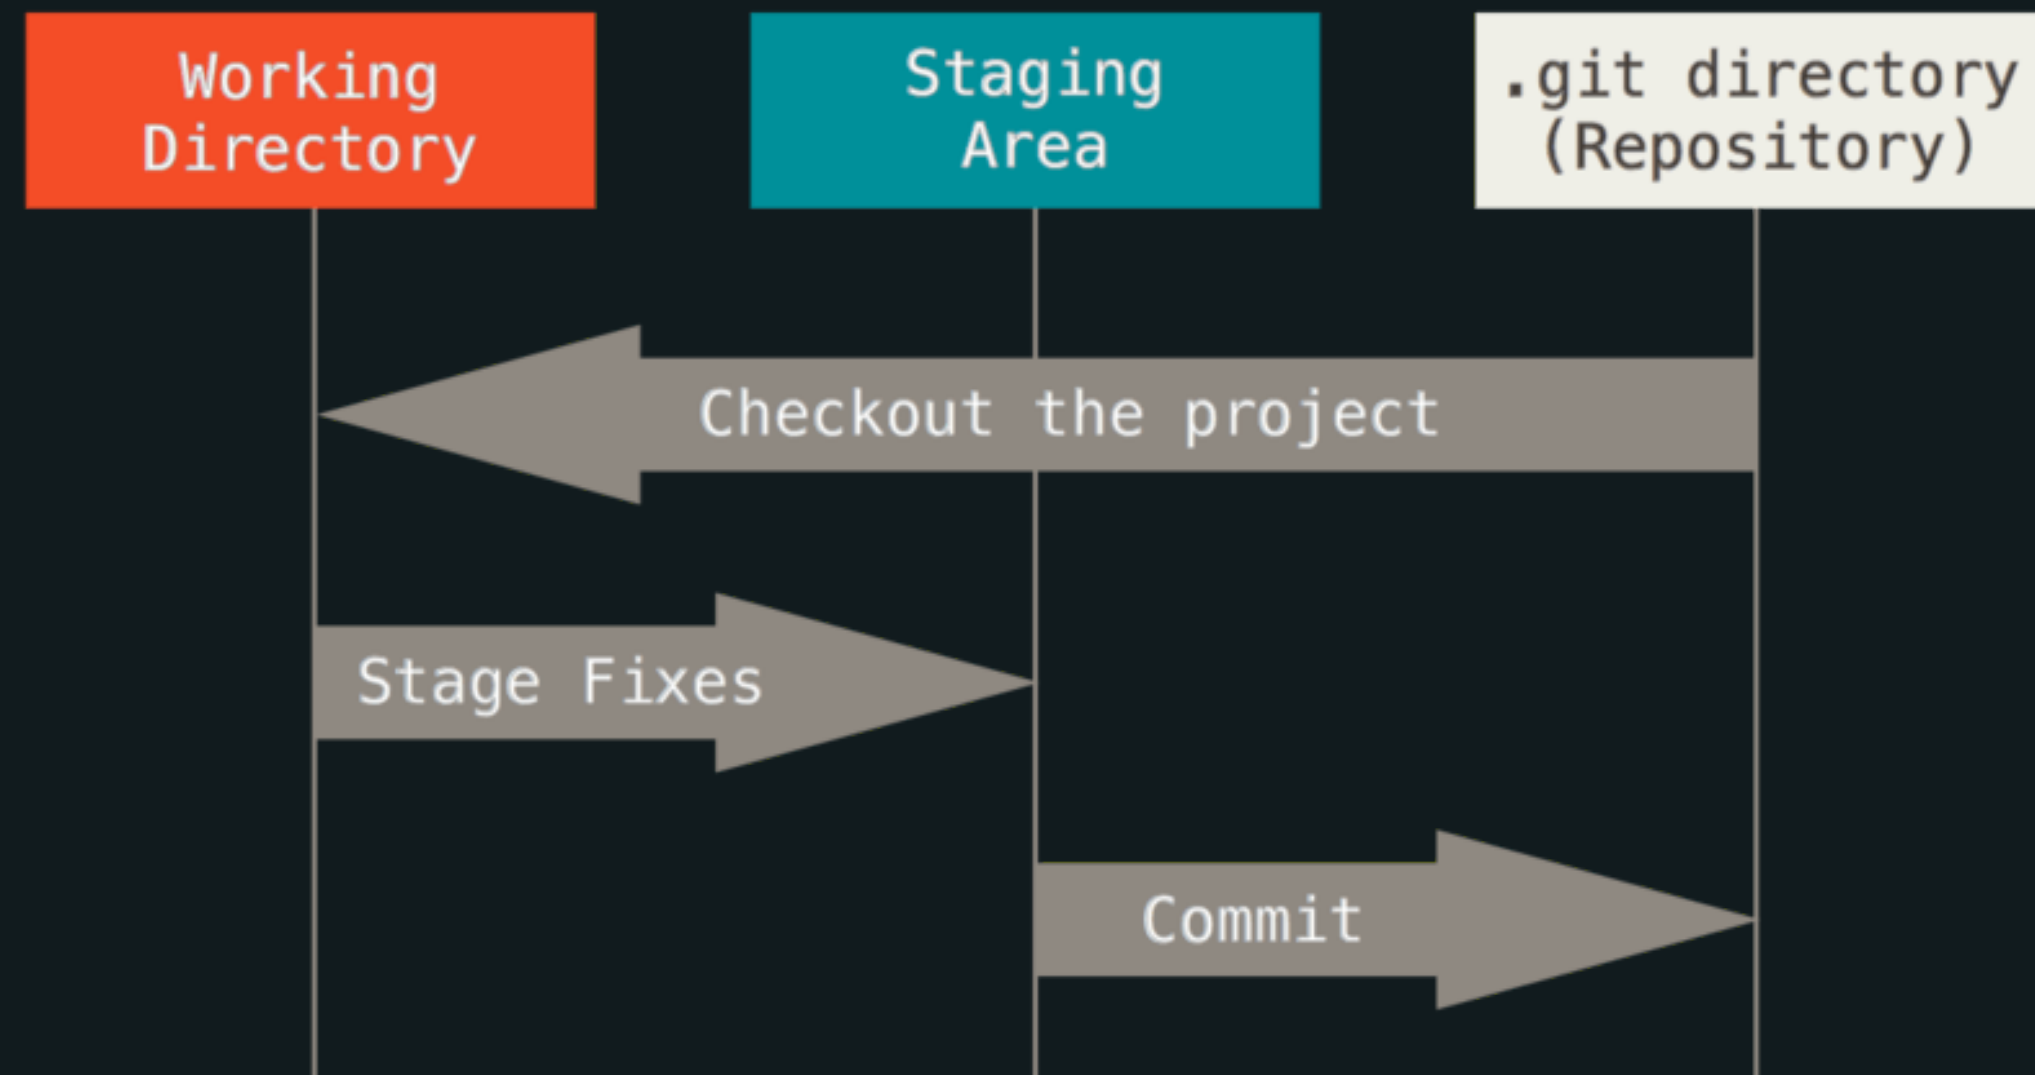 Working
Directory
Staging
Area
.git directory
(Repository)
Checkout the project
Stage Fixes
Commit